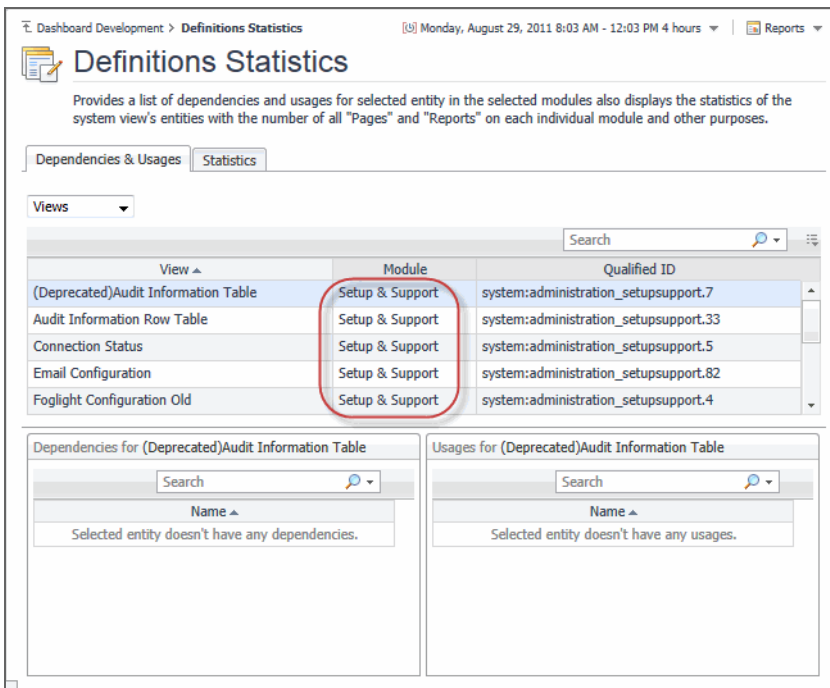 Dashboard Development > Definitions Statistics
Monday, August 29, 2011 8:03 AM - 12:03 PM 4 hours
Reports
Definitions Statistics
Provides a list of dependencies and usages for selected entity in the selected modules also displays the statistics of the
system view's entities with the number of all "Pages" and "Reports" on each individual module and other purposes.
Dependencies & Usages
Statistics
Views
Search
View Module Qualified ID
(Deprecated)Audit Information Table Setup & Support system:administration_setupsupport.7
Audit Information Row Table Setup & Support system:administration_setupsupport.33
Connection Status Setup & Support system:administration_setupsupport.5
Email Configuration Setup & Support system:administration_setupsupport.82
Foglight Configuration Old Setup & Support system:administration_setupsupport.4
Dependencies for (Deprecated)Audit Information Table
Search
Name
Selected entity doesn't have any dependencies.
Usages for (Deprecated)Audit Information Table
Search
Name
Selected entity doesn't have any usages.